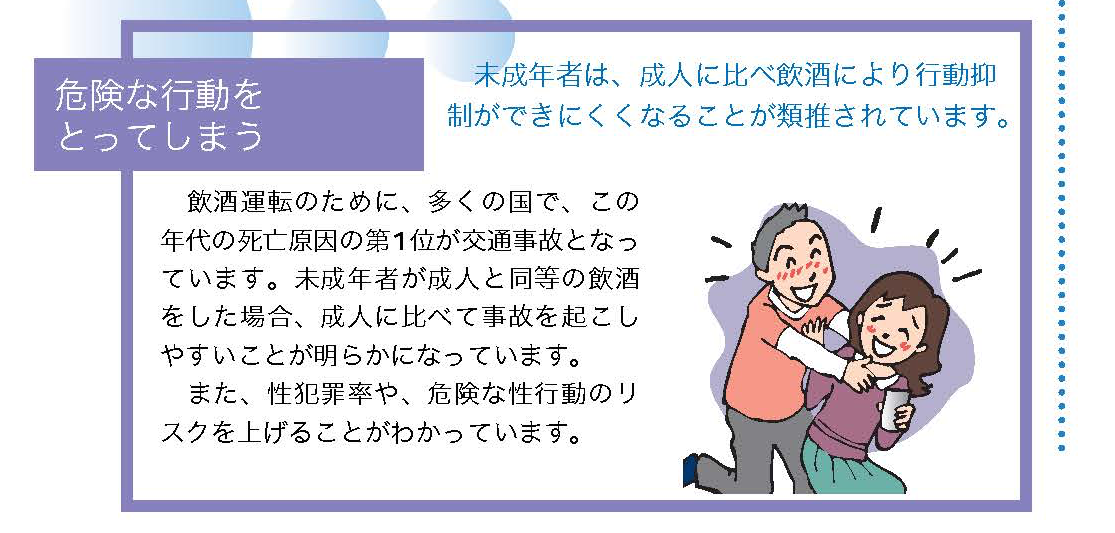 危険な行動を
とってしまう
未成年者は、成人に比べ飲酒により行動抑
制ができにくくなることが類推されています。
飲酒運転のために、多くの国で、この
年代の死亡原因の第1位が交通事故となっ
ています。未成年者が成人と同等の飲酒
をした場合、成人に比べて事故を起こし
やすいことが明らかになっています。
また、性犯罪率や、危険な性行動のリ
スクを上げることがわかっています。